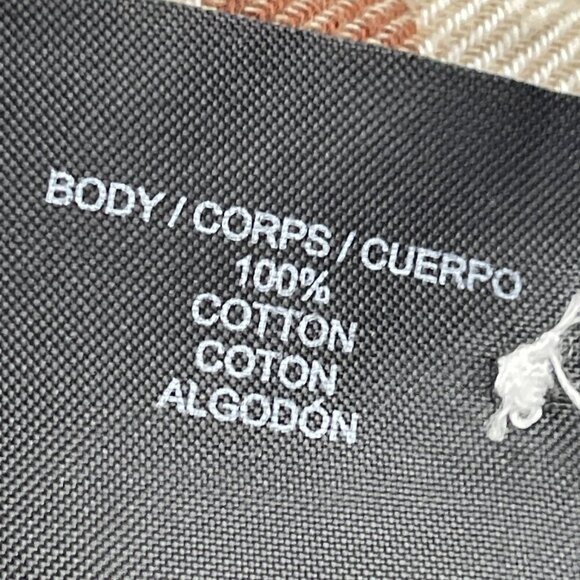 BODY / CORPS / CUERPO
100%
COTTON
COTON
ALGODÓN